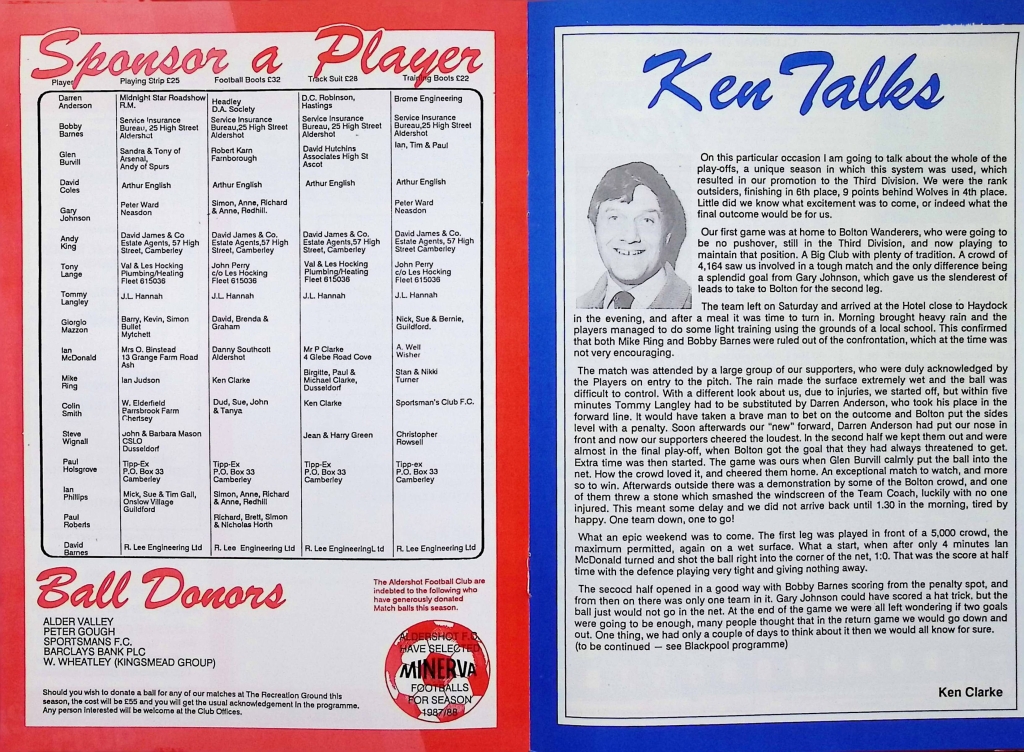 Sponsor a Player
Player Playing Strip £25 Football Boots £32 Track Suit £28 Training Boots £22
Darren Anderson Midnight Star Roadshow R.M. Headley D.A. Society D.C. Robinson, Hastings Brome Engineering
Bobby Barnes Service Insurance Bureau, 25 High Street Aldershot Service Insurance Bureau,25 High Street Aldershot Service Insurance Bureau, 25 High Street Aldershot Service Insurance Bureau,25 High Street Aldershot
Glen Burvill Sandra & Tony of Arsenal, Andy of Spurs Robert Karn Farnborough David Hutchins Associates High St Ascot Ian, Tim & Paul
David Coles Arthur English Arthur English Arthur English Arthur English
Gary Johnson Peter Ward Neasdon Simon, Anne, Richard & Anne, Redhill. Peter Ward Neasdon
Andy King David James & Co. Estate Agents, 57 High Street, Camberley David James & Co. Estate Agents,57 High Street, Camberley David James & Co. Estate Agents, 57 High Street, Camberley David James & Co. Estate Agents,57 High Street, Camberley
Tony Lange Val & Les Hocking Plumbing/Heating Fleet 615036 John Perry c/o Les Hocking Fleet 615036 Val & Les Hocking Plumbing/Heating Fleet 615036 John Perry c/o Les Hocking Fleet 615036
Tommy Langley J.L. Hannah J.L. Hannah J.L. Hannah J.L. Hannah
Giorgio Mazzon Barry, Kevin, Simon Bullet Mytchett David, Brenda & Graham Nick, Sue & Bernie, Guildford.
Ian McDonald Mrs O. Binstead 13 Grange Farm Road Ash Danny Southcott Aldershot Mr P Clarke 4 Glebe Road Cove A. Well Wisher
Mike Ring Ian Judson Ken Clarke Birgitte, Paul & Michael Clarke, Dusseldorf Stan & Nikki Turner
Colin Smith W. Elderfield Parrsbrook Farm Chertsey Dud, Sue, John & Tanya Ken Clarke Sportsman's Club F.C.
Steve Wignall John & Barbara Mason CSLO Dusseldorf Jean & Harry Green Christopher Rowsell
Paul Holsgrove Tipp-Ex P.O. Box 33 Camberley Tipp-Ex P.O. Box 33 Camberley Tipp-Ex P.O. Box 33 Camberley Tipp-ex P.O. Box 33 Camberley
Ian Phillips Mick, Sue & Tim Gall, Onslow Village Guildford Simon, Anne, Richard & Anne, Redhill
Paul Roberts Richard, Brett, Simon & Nicholas Horth
David Barnes R. Lee Engineering Ltd R. Lee Engineering Ltd R. Lee EngineeringL td R. Lee Engineering Ltd
Ball Donors
The Aldershot Football Club are
indebted to the following who
have generously donated
Match balls this season.
ALDER VALLEY
PETER GOUGH
SPORTSMANS F.C.
BARCLAYS BANK PLC
W. WHEATLEY (KINGSMEAD GROUP)
ALDERSHOT F.C.
HAVE SELECTED
MINERVA
FOOTBALLS
FOR SEASON
1987/88
Should you wish to donate a ball for any of our matches at The Recreation Ground this
season, the cost will be £55 and you will get the usual acknowledgement in the programme.
Any person interested will be welcome at the Club Offices.
Ken Talks
On this particular occasion I am going to talk about the whole of the
play-offs, a unique season in which this system was used, which
resulted in our promotion to the Third Division. We were the rank
outsiders, finishing in 6th place, 9 points behind Wolves in 4th place.
Little did we know what excitement was to come, or indeed what the
final outcome would be for us.
Our first game was at home to Bolton Wanderers, who were going to
be no pushover, still in the Third Division, and now playing to
maintain that position. A Big Club with plenty of tradition. A crowd of
4,164 saw us involved in a tough match and the only difference being
a splendid goal from Gary Johnson, which gave us the slenderest of
leads to take to Bolton for the second leg.
The team left on Saturday and arrived at the Hotel close to Haydock
in the evening, and after a meal it was time to turn in. Morning brought heavy rain and the
players managed to do some light training using the grounds of a local school. This confirmed
that both Mike Ring and Bobby Barnes were ruled out of the confrontation, which at the time was
not very encouraging.
The match was attended by a large group of our supporters, who were duly acknowledged by
the Players on entry to the pitch. The rain made the surface extremely wet and the ball was
difficult to control. With a different look about us, due to injuries, we started off, but within five
minutes Tommy Langley had to be substituted by Darren Anderson, who took his place in the
forward line. It would have taken a brave man to bet on the outcome and Bolton put the sides
level with a penalty. Soon afterwards our "new" forward, Darren Anderson had put our nose in
front and now our supporters cheered the loudest. In the second half we kept them out and were
almost in the final play-off, when Bolton got the goal that they had always threatened to get.
Extra time was then started. The game was ours when Glen Burvill calmly put the ball into the
net. How the crowd loved it, and cheered them home. An exceptional match to watch, and more
so to win. Afterwards outside there was a demonstration by some of the Bolton crowd, and one
of them threw a stone which smashed the windscreen of the Team Coach, luckily with no one
injured. This meant some delay and we did not arrive back until 1.30 in the morning, tired by
happy. One team down, one to go!
What an epic weekend was to come. The first leg was played in front of a 5,000 crowd, the
maximum permitted, again on a wet surface. What a start, when after only 4 minutes Ian
McDonald turned and shot the ball right into the corner of the net, 1:0. That was the score at half
time with the defence playing very tight and giving nothing away.
The secocd half opened in a good way with Bobby Barnes scoring from the penalty spot, and
from then on there was only one team in it. Gary Johnson could have scored a hat trick, but the
ball just would not go in the net. At the end of the game we were all left wondering if two goals
were going to be enough, many people thought that in the return game we would go down and
out. One thing, we had only a couple of days to think about it then we would all know for sure.
(to be continued — see Blackpool programme)
Ken Clarke